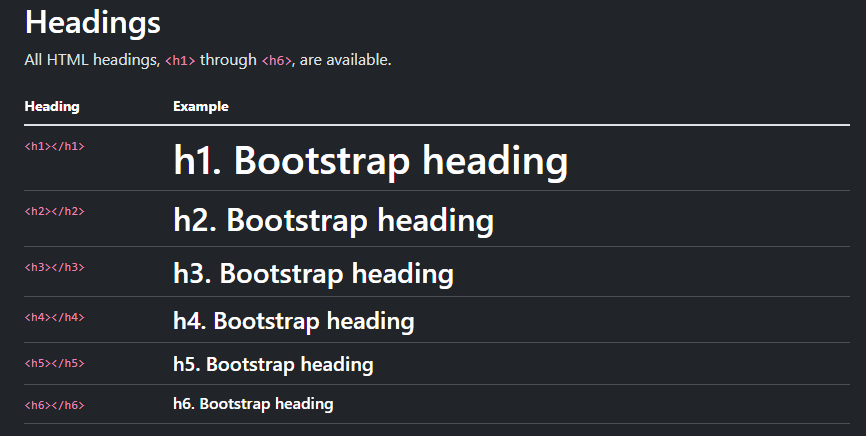 Headings
All HTML headings, <h1> through <h6>, are available.
Heading Example
<h1></h1> h1. Bootstrap heading
<h2></h2> h2. Bootstrap heading
<h3></h3> h3. Bootstrap heading
<h4></h4> h4. Bootstrap heading
<h5></h5> h5. Bootstrap heading
<h6></h6> h6. Bootstrap heading